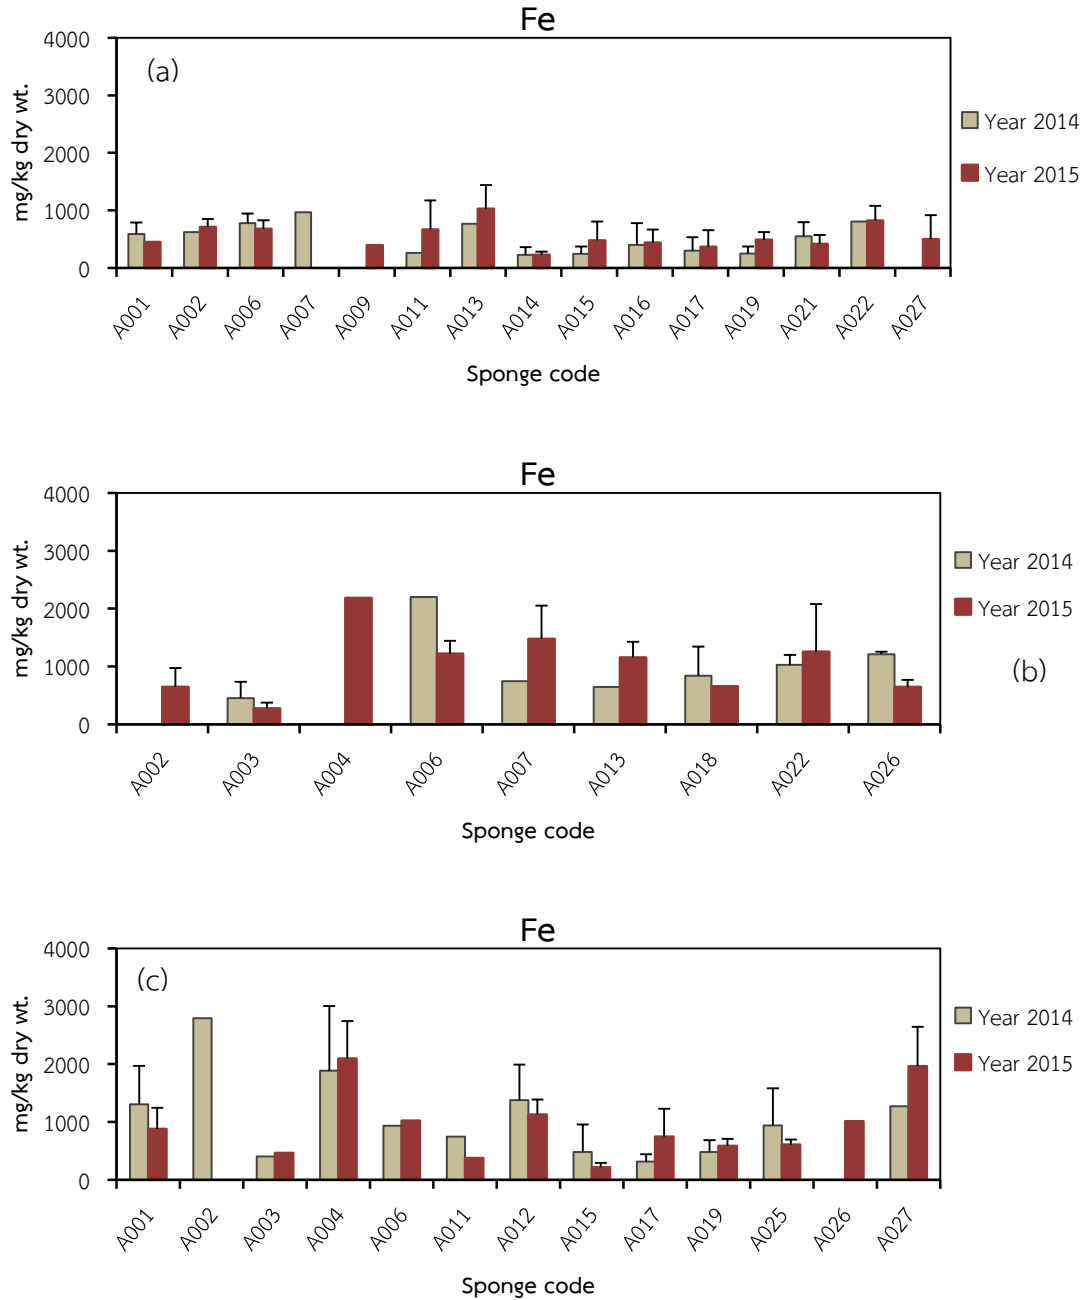 Fe
4000
3000
2000
1000
0
mg/kg dry wt.
(a)
Year 2014
Year 2015
A001 A002 A006 A007 A009 A011 A013 A014 A015 A016 A017 A019 A021 A022 A027
Sponge code
Fe
4000
3000
2000
1000
0
mg/kg dry wt.
Year 2014
Year 2015
(b)
A002 A003 A004 A006 A007 A013 A018 A022 A026
Sponge code
Fe
4000
3000
2000
1000
0
mg/kg dry wt.
(c)
Year 2014
Year 2015
A001 A002 A003 A004 A006 A011 A012 A015 A017 A019 A025 A026 A027
Sponge code